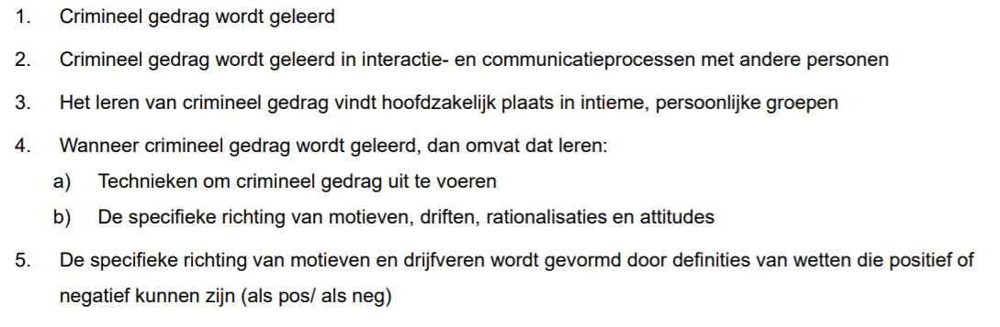 1. Crimineel gedrag wordt geleerd
2. Crimineel gedrag wordt geleerd in interactie- en communicatieprocessen met andere personen
3. Het leren van crimineel gedrag vindt hoofdzakelijk plaats in intieme, persoonlijke groepen
4. Wanneer crimineel gedrag wordt geleerd, dan omvat dat leren:
a) Technieken om crimineel gedrag uit te voeren
b) De specifieke richting van motieven, driften, rationalisaties en attitudes
5. De specifieke richting van motieven en drijfveren wordt gevormd door definities van wetten die positief of
negatief kunnen zijn (als pos/ als neg)